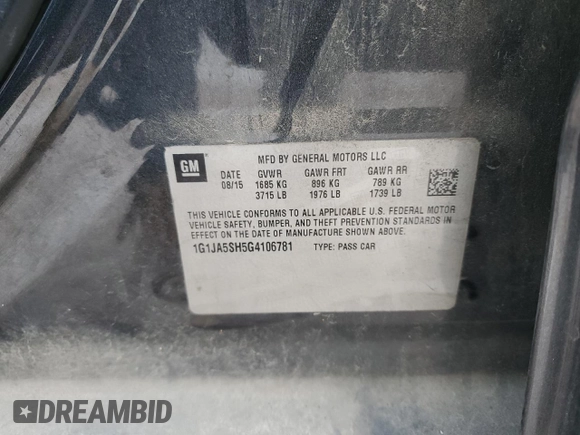 GM
MFD BY GENERAL MOTORS LLC
DATE GVWR GAWR FRT GAWR RR
08/15 1685 KG 896 KG 789 KG
3715 LB 1976 LB 1739 LB
THIS VEHICLE CONFORMS TO ALL APPLICABLE U.S. FEDERAL MOTOR
VEHICLE SAFETY, BUMPER, AND THEFT PREVENTION STANDARDS
IN EFFECT ON THE DATE OF MANUFACTURE SHOWN ABOVE.
1G1JA5SH5G4106781 TYPE: PASS CAR
DREAMBID